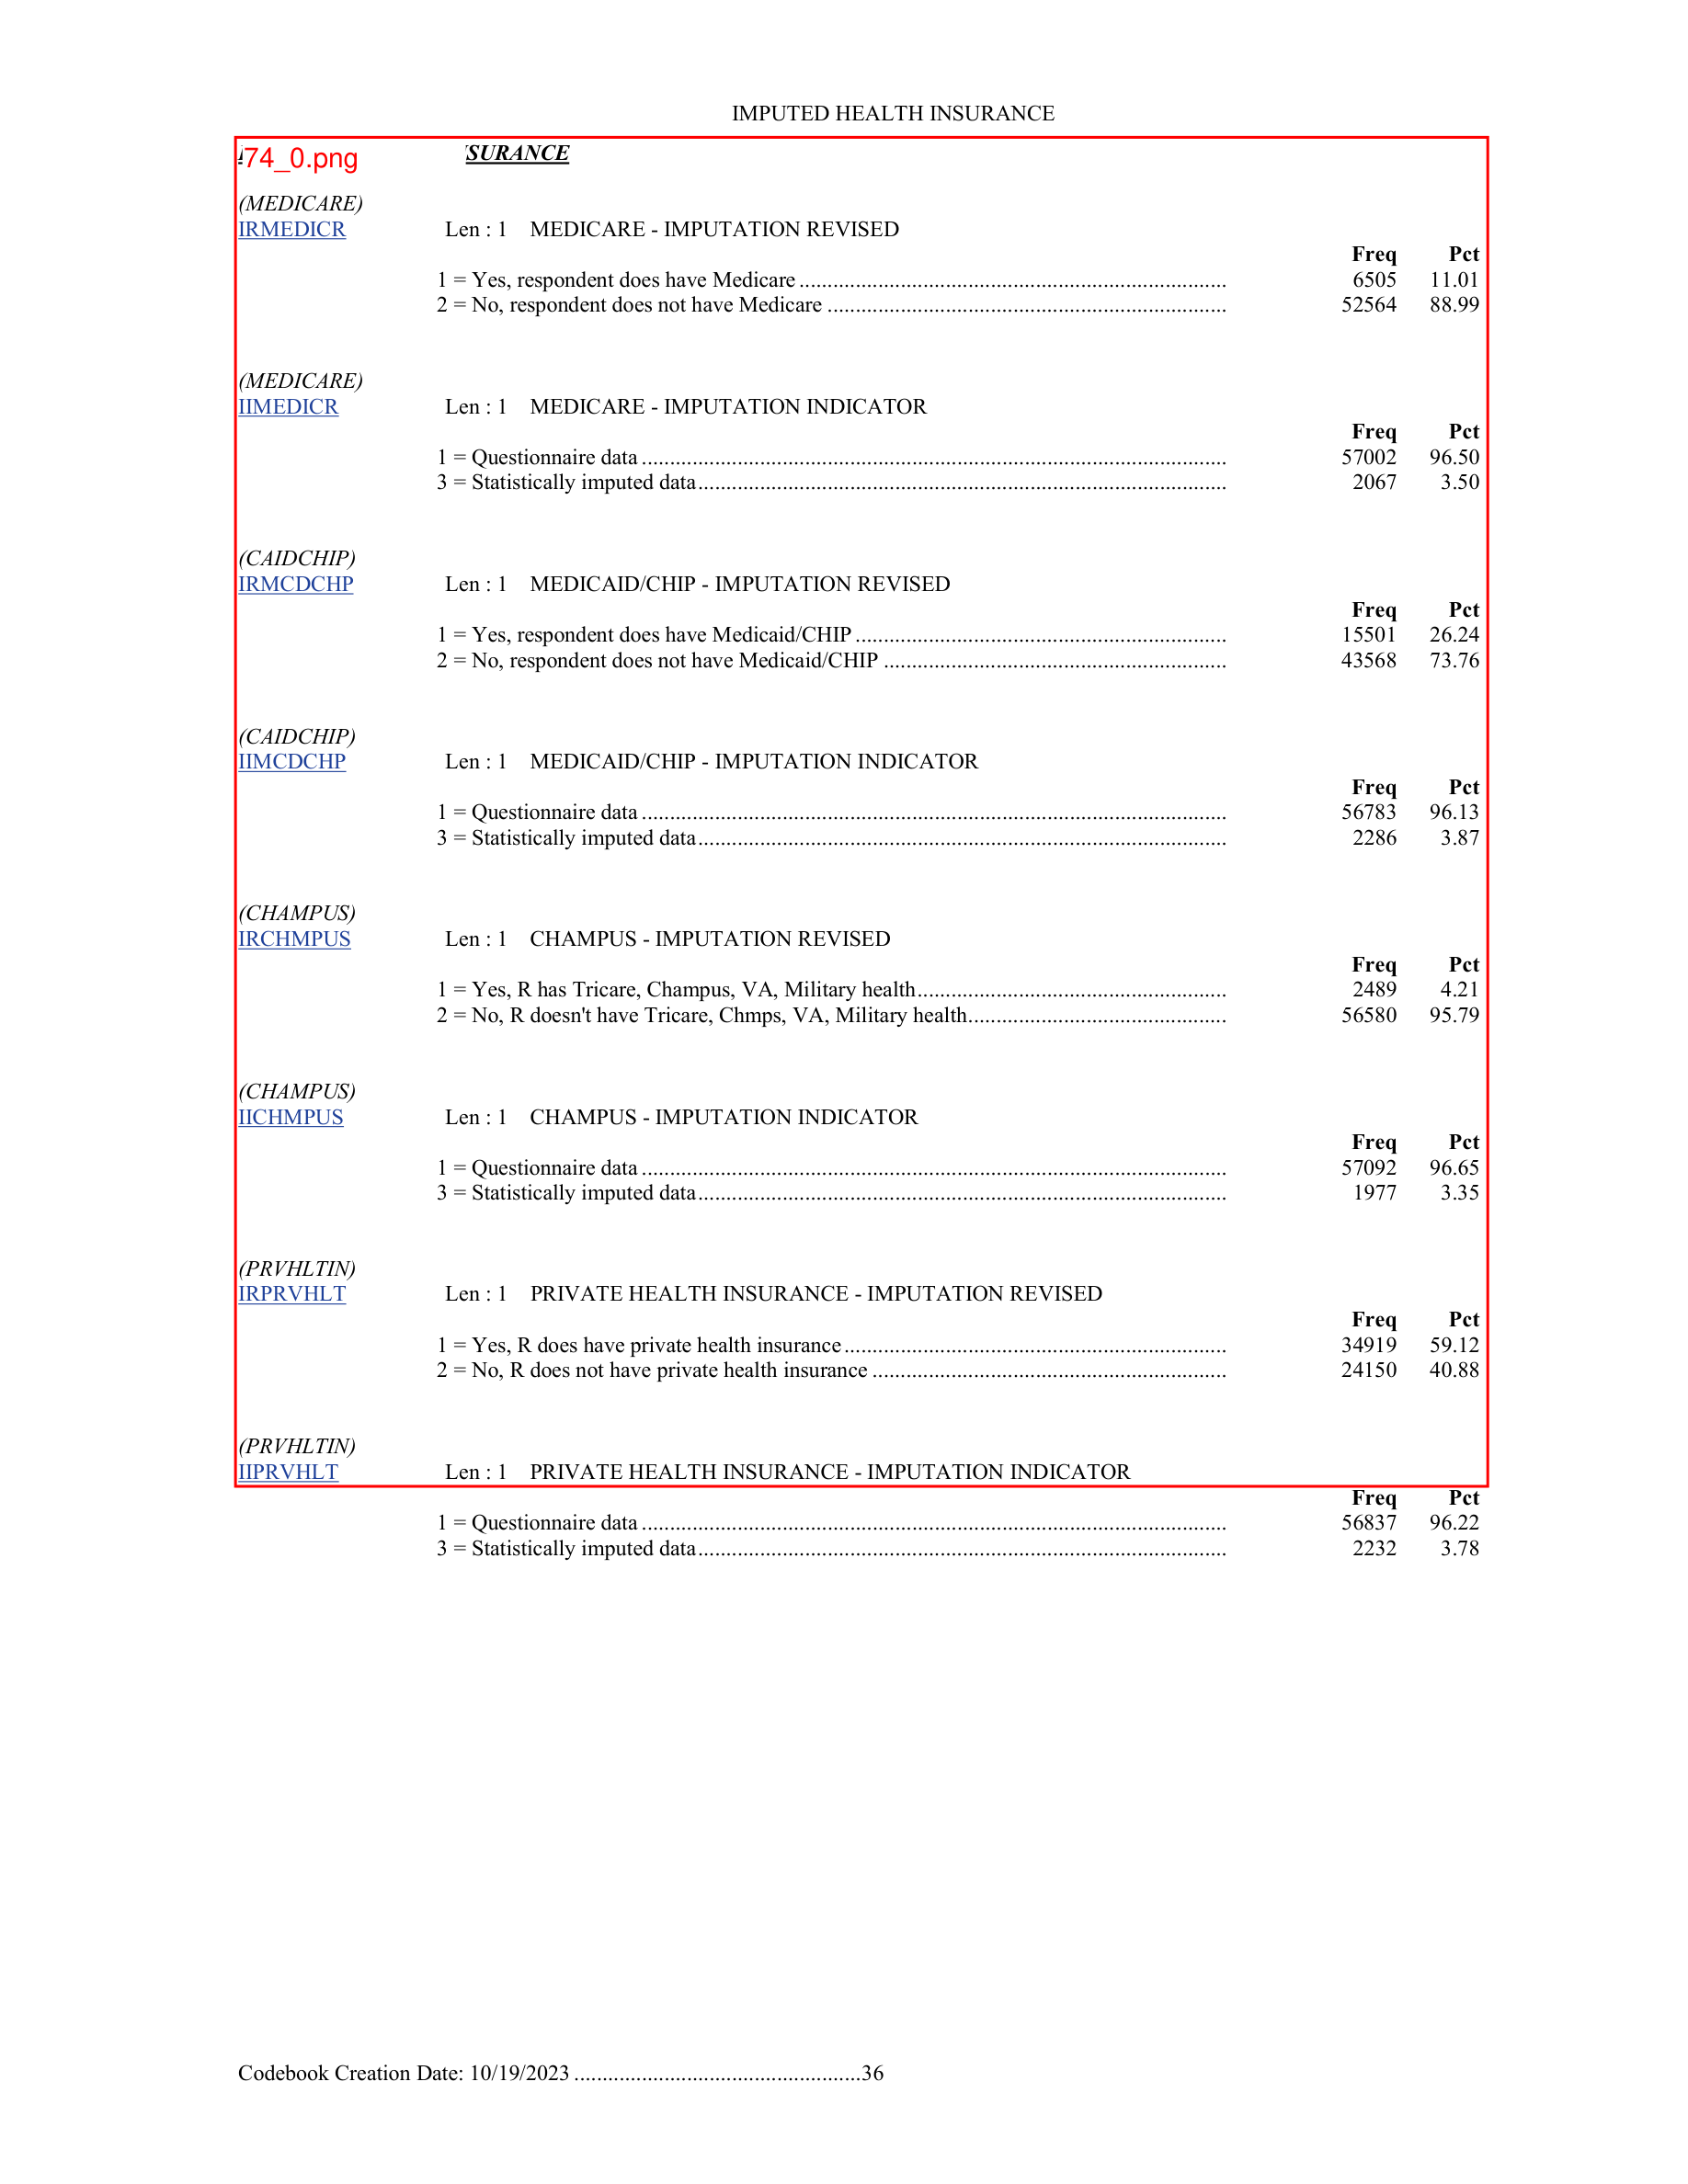 IMPUTED HEALTH INSURANCE
74_0.png SURANCE
(MEDICARE)
IRMEDICR Len : 1 MEDICARE - IMPUTATION REVISED
Freq Pct
1 = Yes, respondent does have Medicare ........................................................................... 6505 11.01
2 = No, respondent does not have Medicare ...................................................................... 52564 88.99
(MEDICARE)
IIMEDICR Len : 1 MEDICARE - IMPUTATION INDICATOR
Freq Pct
1 = Questionnaire data ....................................................................................................... 57002 96.50
3 = Statistically imputed data............................................................................................. 2067 3.50
(CAIDCHIP)
IRMCDCHP Len : 1 MEDICAID/CHIP - IMPUTATION REVISED
Freq Pct
1 = Yes, respondent does have Medicaid/CHIP ................................................................. 15501 26.24
2 = No, respondent does not have Medicaid/CHIP ............................................................ 43568 73.76
(CAIDCHIP)
IIMCDCHP Len : 1 MEDICAID/CHIP - IMPUTATION INDICATOR
Freq Pct
1 = Questionnaire data ....................................................................................................... 56783 96.13
3 = Statistically imputed data............................................................................................. 2286 3.87
(CHAMPUS)
IRCHMPUS Len : 1 CHAMPUS - IMPUTATION REVISED
Freq Pct
1 = Yes, R has Tricare, Champus, VA, Military health...................................................... 2489 4.21
2 = No, R doesn't have Tricare, Chmps, VA, Military health............................................. 56580 95.79
(CHAMPUS)
IICHMPUS Len : 1 CHAMPUS - IMPUTATION INDICATOR
Freq Pct
1 = Questionnaire data ....................................................................................................... 57092 96.65
3 = Statistically imputed data............................................................................................. 1977 3.35
(PRVHLTIN)
IRPRVHLT Len : 1 PRIVATE HEALTH INSURANCE - IMPUTATION REVISED
Freq Pct
1 = Yes, R does have private health insurance ................................................................... 34919 59.12
2 = No, R does not have private health insurance .............................................................. 24150 40.88
(PRVHLTIN)
IIPRVHLT Len : 1 PRIVATE HEALTH INSURANCE - IMPUTATION INDICATOR
Freq Pct
1 = Questionnaire data ....................................................................................................... 56837 96.22
3 = Statistically imputed data............................................................................................. 2232 3.78
Codebook Creation Date: 10/19/2023 ...................................................36